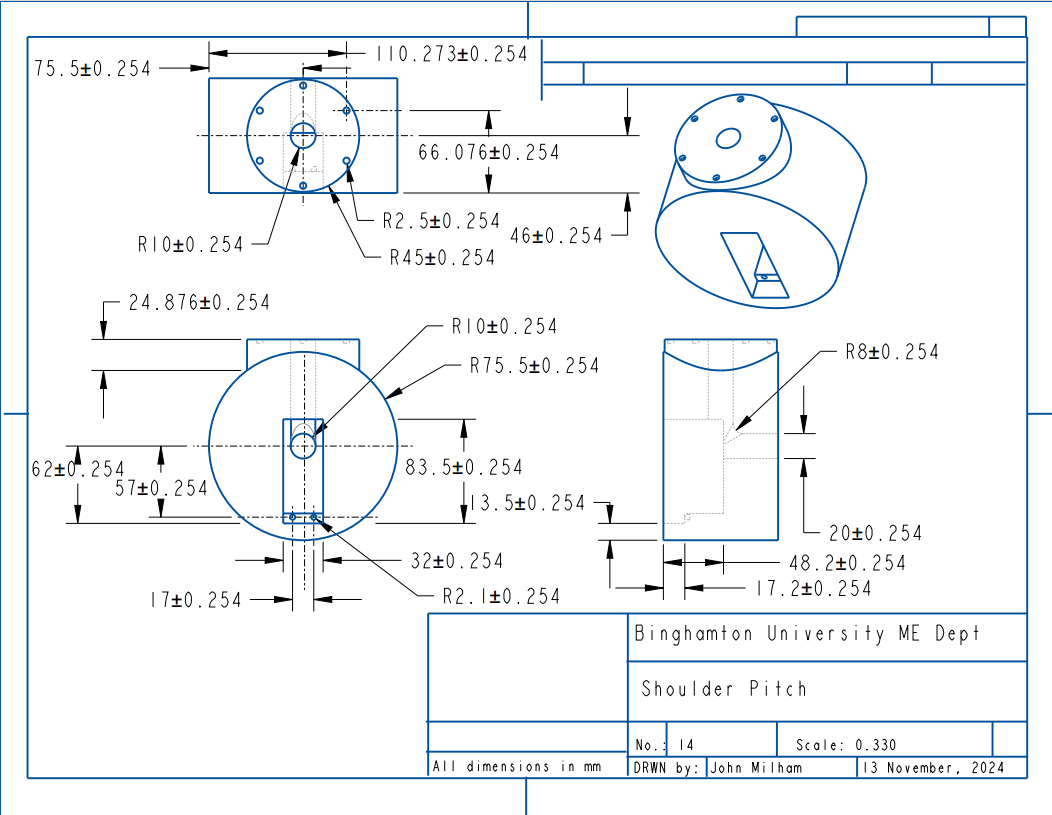 110.273±0.254
75.5±0.254
66.076±0.254
R2.5±0.254
46±0.254
R10±0.254
R45±0.254
24.876±0.254
R10±0.254
R8±0.254
R75.5±0.254
62±0.254
83.5±0.254
57±0.254
13.5±0.254
20±0.254
32±0.254
48.2±0.254
17.2±0.254
17±0.254
R2.1±0.254
Binghamton University ME Dept
Shoulder Pitch
No.: 14 Scale: 0.330
All dimensions in mm DRWN by: John Milham 13 November, 2024